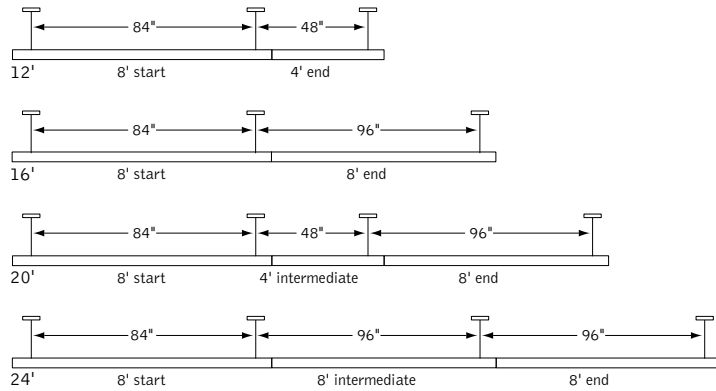 84" 48"
12' 8' start 4' end
84" 96"
16' 8' start 8' end
84" 48" 96"
20' 8' start 4' intermediate 8' end
84" 96" 96"
24' 8' start 8' intermediate 8' end